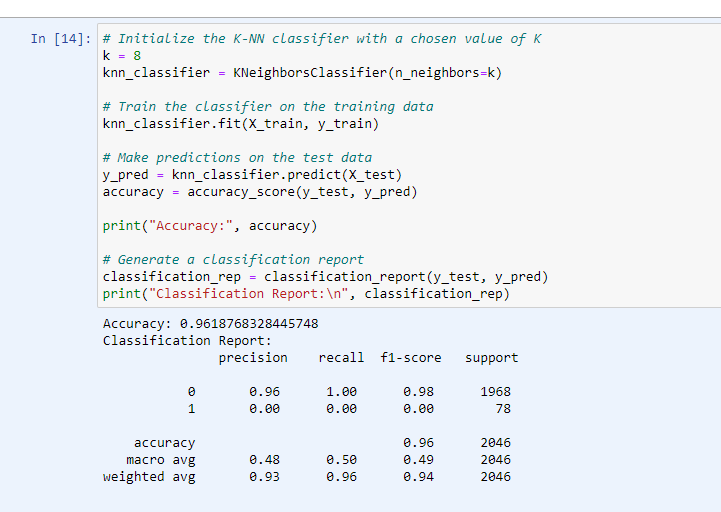 In [14]: # Initialize the K-NN classifier with a chosen value of K
k = 8
knn_classifier = KNeighborsClassifier(n_neighbors=k)
# Train the classifier on the training data
knn_classifier.fit(X_train, y_train)
# Make predictions on the test data
y_pred = knn_classifier.predict(X_test)
accuracy = accuracy_score(y_test, y_pred)
print("Accuracy:", accuracy)
# Generate a classification report
classification_rep = classification_report(y_test, y_pred)
print("Classification Report:\n", classification_rep)
Accuracy: 0.9618768328445748
Classification Report:
precision recall f1-score support
0 0.96 1.00 0.98 1968
1 0.00 0.00 0.00 78
accuracy 0.96 2046
macro avg 0.48 0.50 0.49 2046
weighted avg 0.93 0.96 0.94 2046